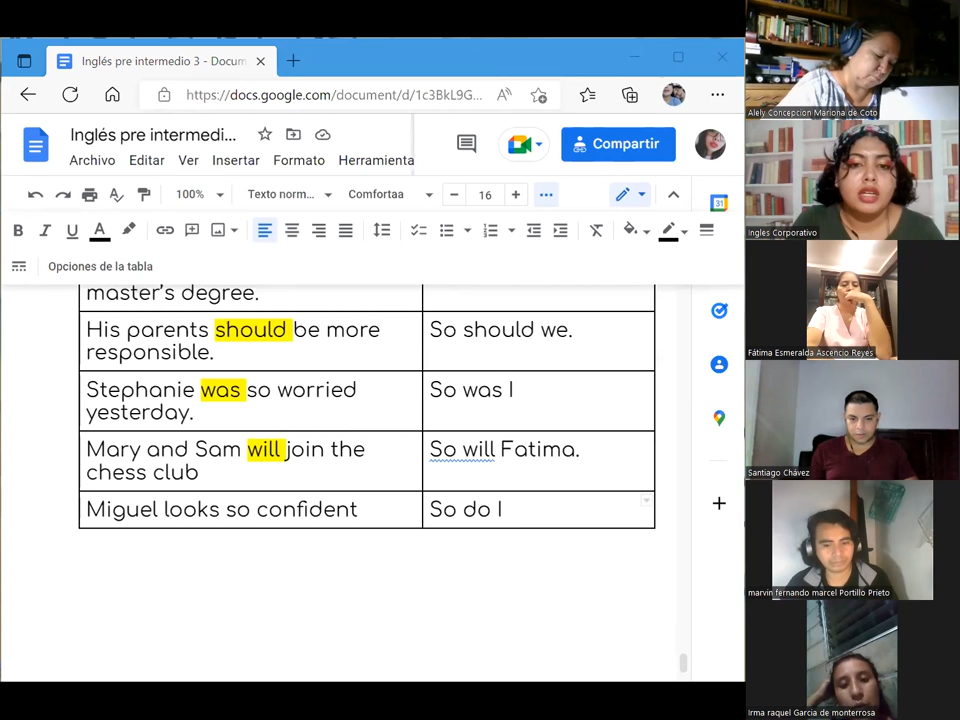 Inglés pre intermedio 3 - Docum
https://docs.google.com/document/d/1c3BkL9G...
Inglés pre intermedi...
Archivo Editar Ver Insertar Formato Herramienta
Compartir
100% Texto norm... Comfortaa 16
Opciones de la tabla
master's degree.
His parents should be more
responsible.
So should we.
Stephanie was so worried
yesterday.
So was I
Mary and Sam will join the
chess club
So will Fatima.
Miguel looks so confident
So do I
Alely Concepcion Mariona de Coto
Ingles Corporativo
Fátima Esmeralda Ascencio Reyes
Santiago Chávez
marvin fernando marcel Portillo Prieto
Irma raquel Garcia de monterrosa